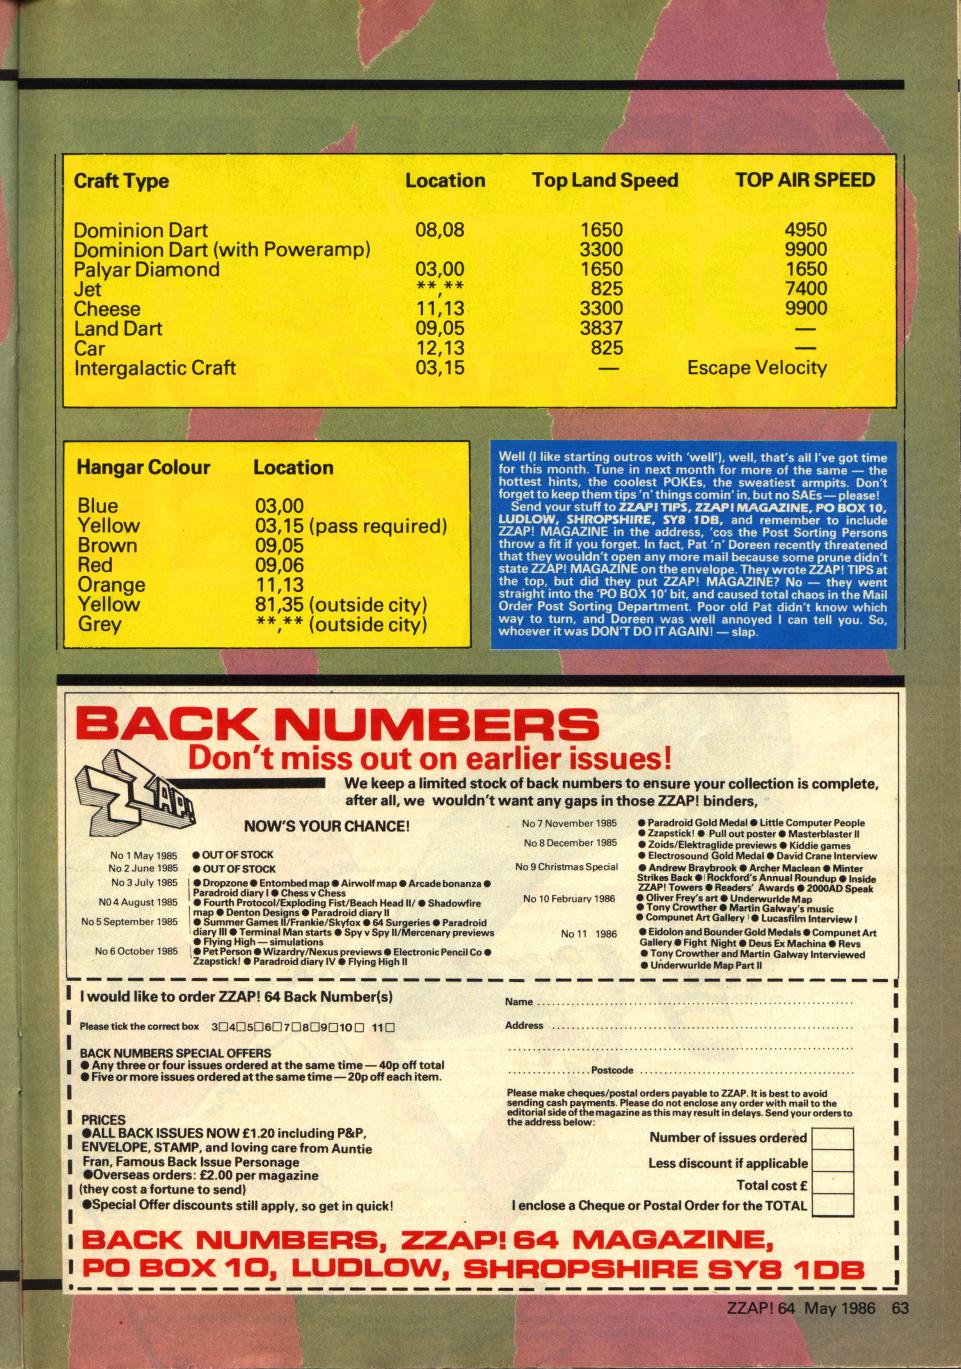 Craft Type Location Top Land Speed TOP AIR SPEED
Dominion Dart 08,08 1650 4950
Dominion Dart (with Poweramp) 3300 9900
Palyar Diamond 03,00 1650 1650
Jet **,** 825 7400
Cheese 11,13 3300 9900
Land Dart 09,05 3837 —
Car 12,13 825 —
Intergalactic Craft 03,15 — Escape Velocity
Hangar Colour Location
Blue 03,00
Yellow 03,15 (pass required)
Brown 09,05
Red 09,06
Orange 11,13
Yellow 81,35 (outside city)
Grey **,** (outside city)
Well (I like starting outros with 'well'), well, that's all I've got time
for this month. Tune in next month for more of the same — the
hottest hints, the coolest POKEs, the sweatiest armpits. Don't
forget to keep them tips 'n' things comin' in, but no SAEs — please!
Send your stuff to ZZAP! TIPS, ZZAP! MAGAZINE, PO BOX 10,
LUDLOW, SHROPSHIRE, SY8 1DB, and remember to include
ZZAP! MAGAZINE in the address, 'cos the Post Sorting Persons
throw a fit if you forget. In fact, Pat 'n' Doreen recently threatened
that they wouldn't open any more mail because some prune didn't
state ZZAP! MAGAZINE on the envelope. They wrote ZZAP! TIPS at
the top, but did they put ZZAP! MAGAZINE? No — they went
straight into the 'PO BOX 10' bit, and caused total chaos in the Mail
Order Post Sorting Department. Poor old Pat didn't know which
way to turn, and Doreen was well annoyed I can tell you. So,
whoever it was DON'T DO IT AGAIN! — slap.
BACK NUMBERS
Don't miss out on earlier issues!
ZZAP!
We keep a limited stock of back numbers to ensure your collection is complete,
after all, we wouldn't want any gaps in those ZZAP! binders,
NOW'S YOUR CHANCE!
No 1 May 1985 ● OUT OF STOCK
No 2 June 1985 ● OUT OF STOCK
No 3 July 1985 ● Dropzone ● Entombed map ● Airwolf map ● Arcade bonanza ●
Paradroid diary I ● Chess v Chess
N0 4 August 1985 ● Fourth Protocol/Exploding Fist/Beach Head II/ ● Shadowfire
map ● Denton Designs ● Paradroid diary II
No 5 September 1985 ● Summer Games II/Frankie/Skyfox ● 64 Surgeries ● Paradroid
diary III ● Terminal Man starts ● Spy v Spy II/Mercenary previews
● Flying High — simulations
No 6 October 1985 ● Pet Person ● Wizardry/Nexus previews ● Electronic Pencil Co ●
Zzapstick! ● Paradroid diary IV ● Flying High II
No 7 November 1985 ● Paradroid Gold Medal ● Little Computer People
● Zzapstick! ● Pull out poster ● Masterblaster II
No 8 December 1985 ● Zoids/Elektraglide previews ● Kiddie games
● Electrosound Gold Medal ● David Crane Interview
No 9 Christmas Special ● Andrew Braybrook ● Archer Maclean ● Minter
Strikes Back ● Rockford's Annual Roundup ● Inside
ZZAP! Towers ● Readers' Awards ● 2000AD Speak
No 10 February 1986 ● Oliver Frey's art ● Underwurlde Map
● Tony Crowther ● Martin Galway's music
● Compunet Art Gallery ● Lucasfilm Interview I
No 11 1986 ● Eidolon and Bounder Gold Medals ● Compunet Art
Gallery ● Fight Night ● Deus Ex Machina ● Revs
● Tony Crowther and Martin Galway Interviewed
● Underwurlde Map Part II
I would like to order ZZAP! 64 Back Number(s)
Please tick the correct box 3□4□5□6□7□8□9□10□ 11□
BACK NUMBERS SPECIAL OFFERS
● Any three or four issues ordered at the same time — 40p off total
● Five or more issues ordered at the same time — 20p off each item.
PRICES
●ALL BACK ISSUES NOW £1.20 including P&P,
ENVELOPE, STAMP, and loving care from Auntie
Fran, Famous Back Issue Personage
●Overseas orders: £2.00 per magazine
(they cost a fortune to send)
●Special Offer discounts still apply, so get in quick!
Name
Address
Postcode
Please make cheques/postal orders payable to ZZAP. It is best to avoid
sending cash payments. Please do not enclose any order with mail to the
editorial side of the magazine as this may result in delays. Send your orders to
the address below:
Number of issues ordered
Less discount if applicable
Total cost £
I enclose a Cheque or Postal Order for the TOTAL
BACK NUMBERS, ZZAP! 64 MAGAZINE,
PO BOX 10, LUDLOW, SHROPSHIRE SY8 1DB
ZZAP! 64 May 1986 63